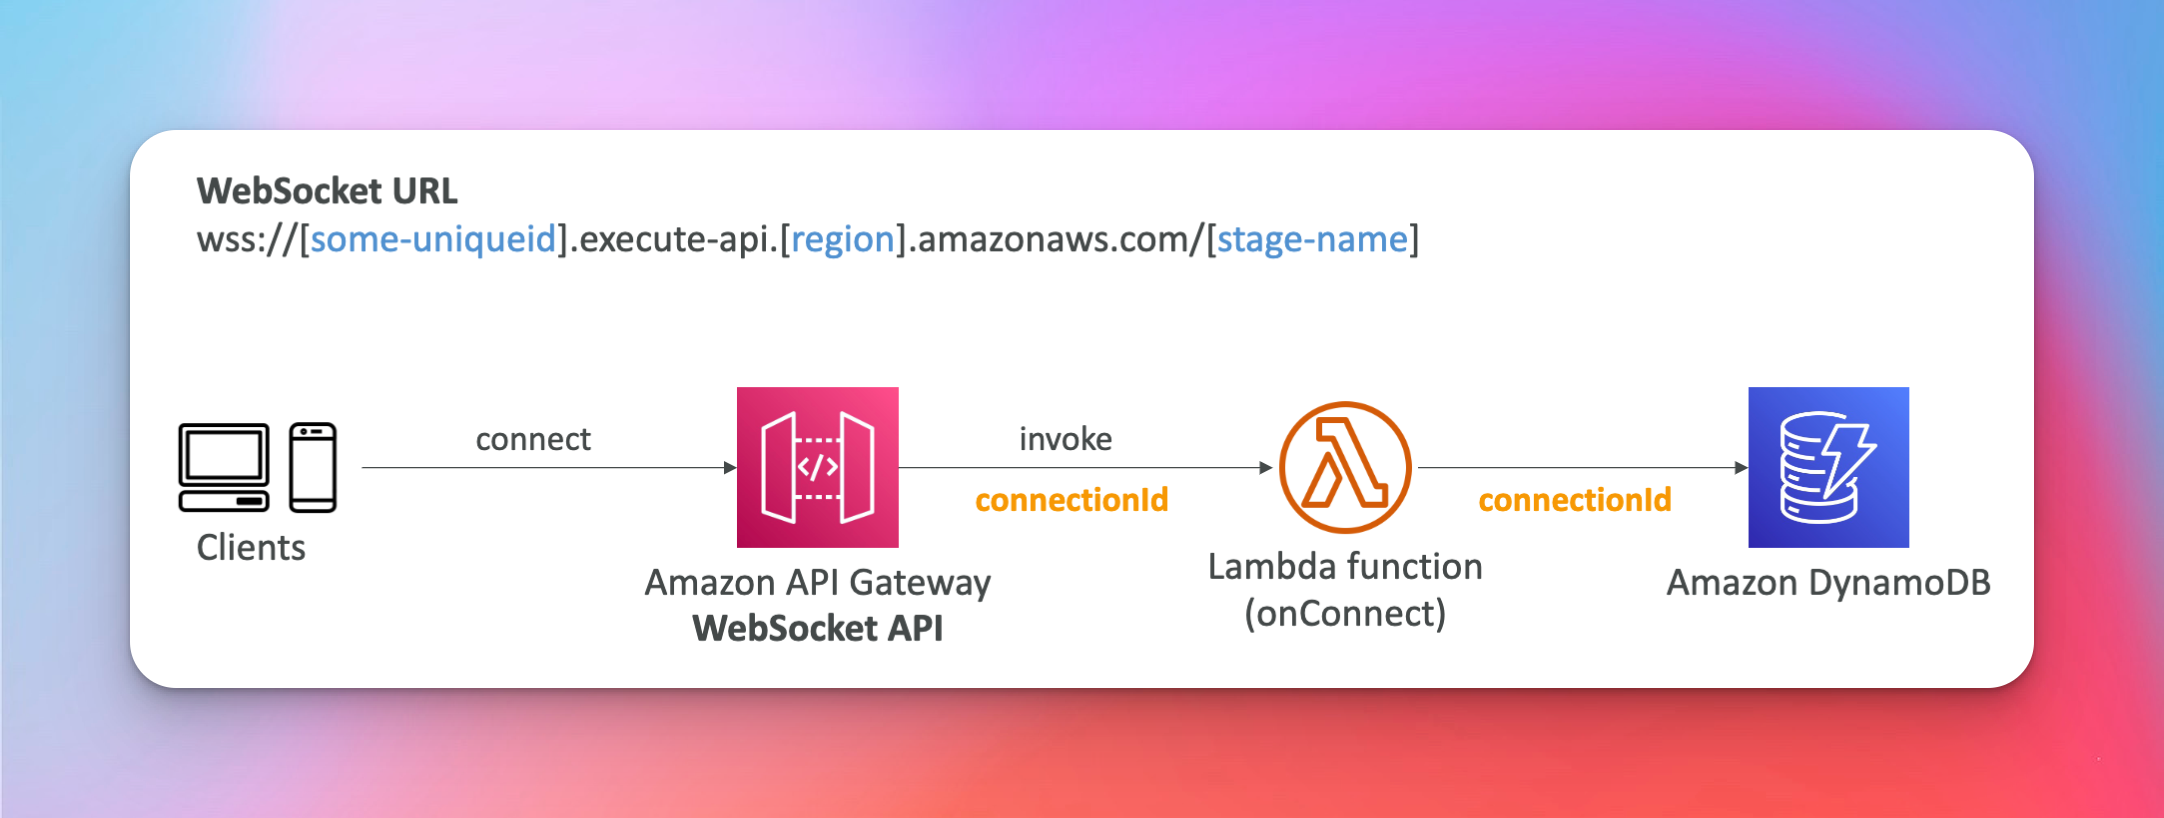 WebSocket URL
wss://[some-uniqueid].execute-api.[region].amazonaws.com/[stage-name]
connect
invoke
connectionId
connectionId
Clients
</>
Amazon API Gateway
WebSocket API
Lambda function
(onConnect)
Amazon DynamoDB